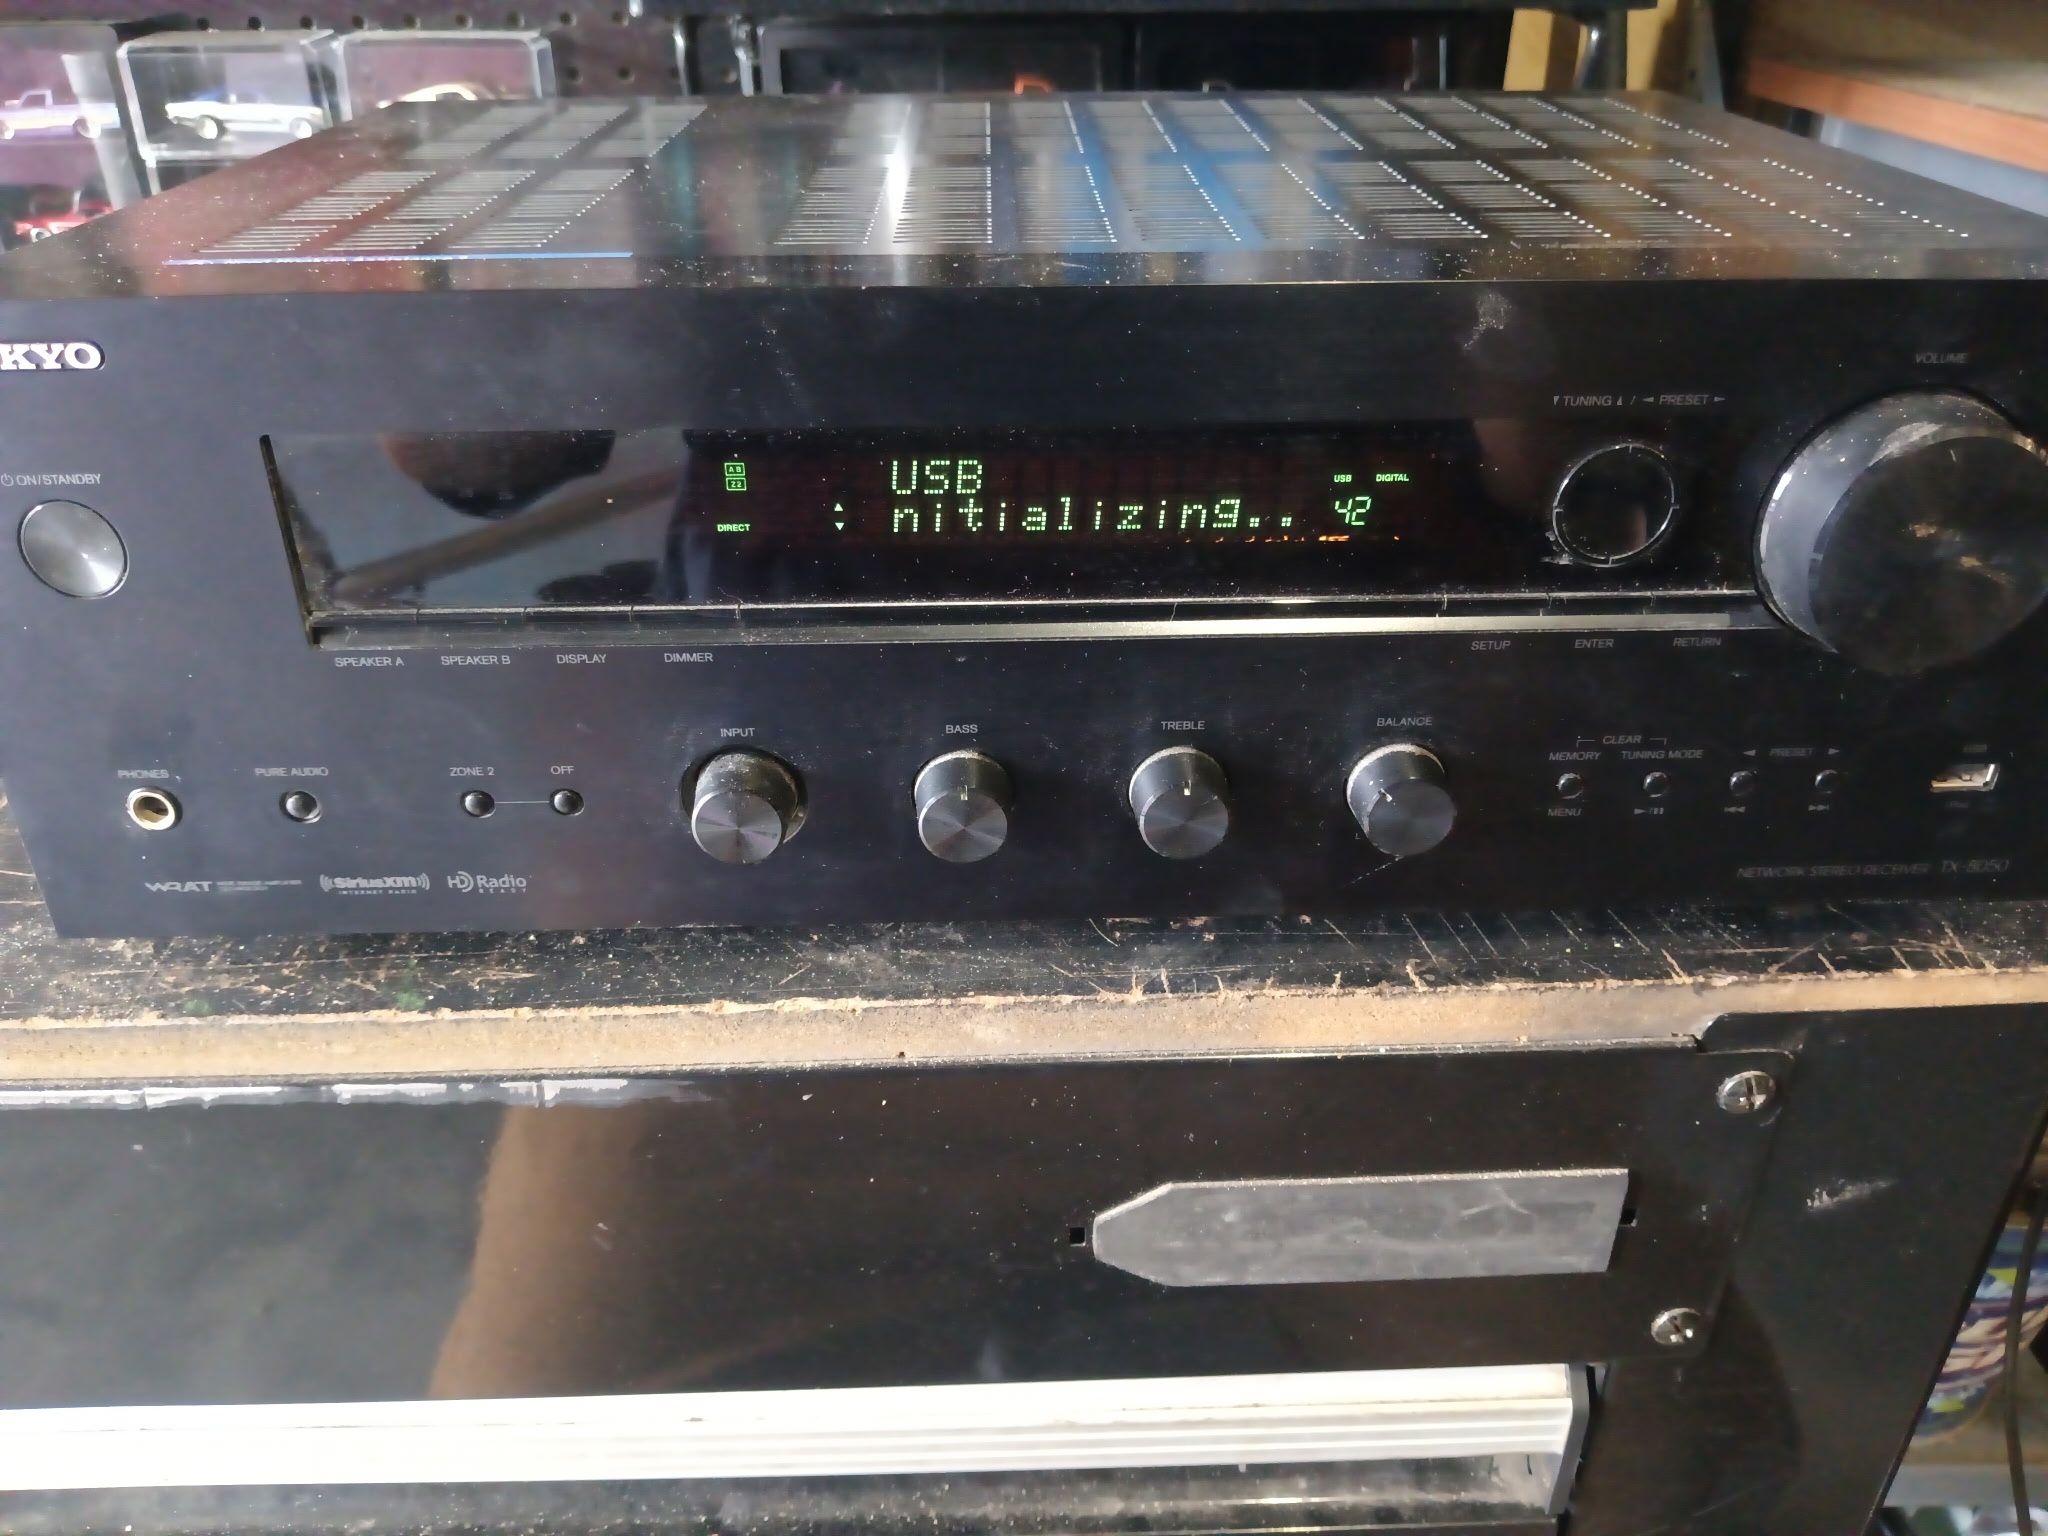 KYO
VOLUME
TUNING / PRESET
ON/STANDBY
A B
Z2
DIRECT
USB
nitializing..
USB DIGITAL
42
SPEAKER A SPEAKER B DISPLAY DIMMER
SETUP ENTER RETURN
INPUT BASS TREBLE BALANCE
PHONES PURE AUDIO ZONE 2 OFF
CLEAR
MEMORY TUNING MODE PRESET
USB
MENU
WRAT
SiriusXM
INTERNET RADIO
HD Radio
READY
NETWORK STEREO RECEIVER TX-8050